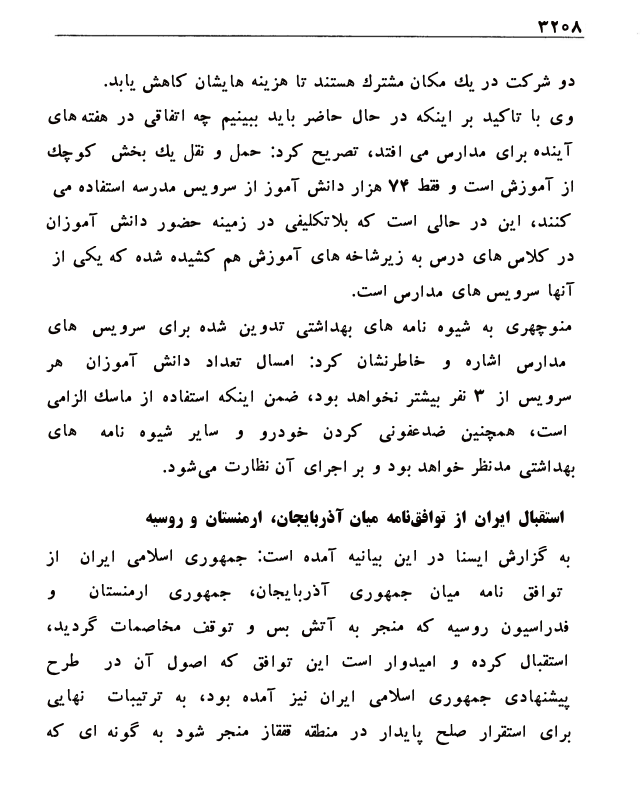 ۳۲۰۸
دو شرکت در یك مکان مشترك هستند تا هزینه هایشان کاهش یابد.
وی با تاکید بر اینکه در حال حاضر باید ببینیم چه اتفاقی در هفته های
آینده برای مدارس می افتد، تصریح کرد: حمل و نقل یك بخش کوچك
از آموزش است و فقط ۷۴ هزار دانش آموز از سرویس مدرسه استفاده می
کنند، این در حالی است که بلاتکلیفی در زمینه حضور دانش آموزان
در کلاس های درس به زیرشاخه های آموزش هم کشیده شده که یکی از
آنها سرویس های مدارس است.
منوچهری به شیوه نامه های بهداشتی تدوین شده برای سرویس های
مدارس اشاره و خاطرنشان کرد: امسال تعداد دانش آموزان هر
سرویس از ۳ نفر بیشتر نخواهد بود، ضمن اینکه استفاده از ماسك الزامی
است، همچنین ضدعفونی کردن خودرو و سایر شیوه نامه های
بهداشتی مدنظر خواهد بود و بر اجرای آن نظارت می‌شود.
استقبال ایران از توافق‌نامه میان آذربایجان، ارمنستان و روسیه
به گزارش ایسنا در این بیانیه آمده است: جمهوری اسلامی ایران از
توافق نامه میان جمهوری آذربایجان، جمهوری ارمنستان و
فدراسیون روسیه که منجر به آتش بس و توقف مخاصمات گردید،
استقبال کرده و امیدوار است این توافق که اصول آن در طرح
پیشنهادی جمهوری اسلامی ایران نیز آمده بود، به ترتیبات نهایی
برای استقرار صلح پایدار در منطقه قفقاز منجر شود به گونه ای که